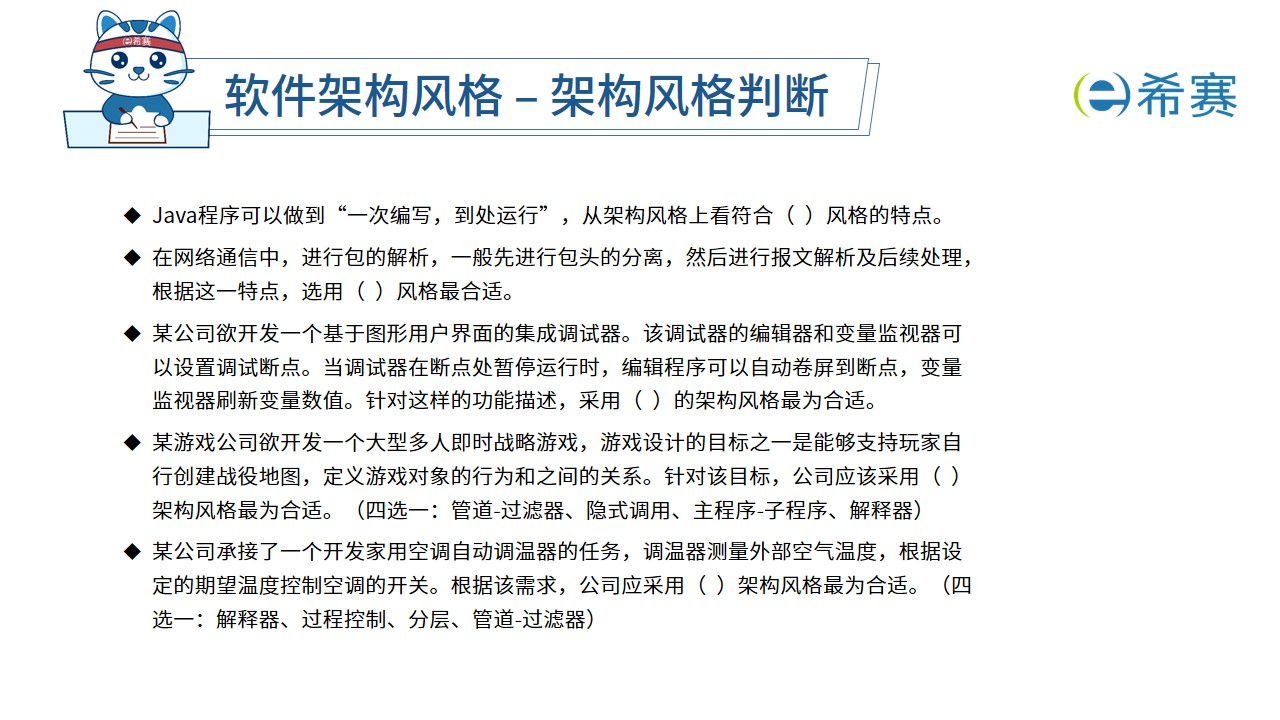 希赛
软件架构风格 – 架构风格判断
希赛
◆ Java程序可以做到“一次编写，到处运行”，从架构风格上看符合（ ）风格的特点。
◆ 在网络通信中，进行包的解析，一般先进行包头的分离，然后进行报文解析及后续处理，
根据这一特点，选用（ ）风格最合适。
◆ 某公司欲开发一个基于图形用户界面的集成调试器。该调试器的编辑器和变量监视器可
以设置调试断点。当调试器在断点处暂停运行时，编辑程序可以自动卷屏到断点，变量
监视器刷新变量数值。针对这样的功能描述，采用（ ）的架构风格最为合适。
◆ 某游戏公司欲开发一个大型多人即时战略游戏，游戏设计的目标之一是能够支持玩家自
行创建战役地图，定义游戏对象的行为和之间的关系。针对该目标，公司应该采用（ ）
架构风格最为合适。（四选一：管道-过滤器、隐式调用、主程序-子程序、解释器）
◆ 某公司承接了一个开发家用空调自动调温器的任务，调温器测量外部空气温度，根据设
定的期望温度控制空调的开关。根据该需求，公司应采用（ ）架构风格最为合适。（四
选一：解释器、过程控制、分层、管道-过滤器）